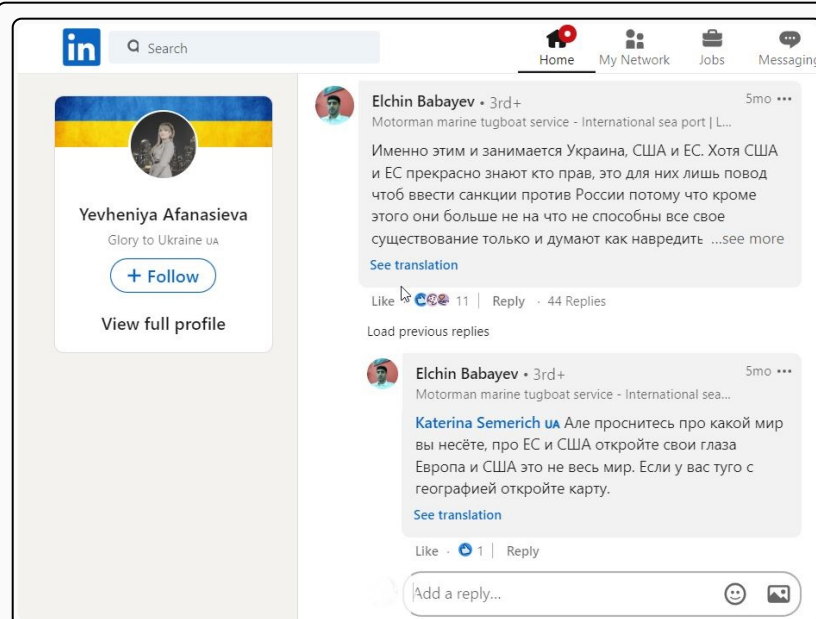 in
Search
Home
My Network
Jobs
Messaging
Yevheniya Afanasieva
Glory to Ukraine UA
+ Follow
View full profile
Elchin Babayev • 3rd+
5mo •••
Motorman marine tugboat service - International sea port | L...
Именно этим и занимается Украина, США и ЕС. Хотя США
и ЕС прекрасно знают кто прав, это для них лишь повод
чтоб ввести санкции против России потому что кроме
этого они больше не на что не способны все свое
существование только и думают как навредить ...see more
See translation
Like
11 | Reply · 44 Replies
Load previous replies
Elchin Babayev • 3rd+
5mo •••
Motorman marine tugboat service - International sea...
Katerina Semerich UA Але проснитесь про какой мир
вы несёте, про ЕС и США откройте свои глаза
Европа и США это не весь мир. Если у вас туго с
географией откройте карту.
See translation
Like · 1 | Reply
Add a reply...